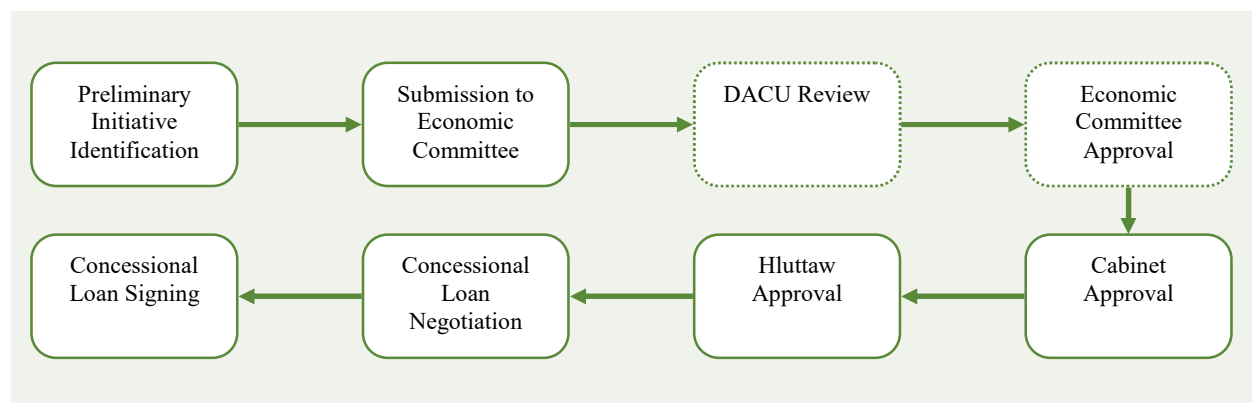 Preliminary
Initiative
Identification
Submission to
Economic
Committee
DACU Review
Economic
Committee
Approval
Cabinet
Approval
Hluttaw
Approval
Concessional
Loan
Negotiation
Concessional
Loan Signing